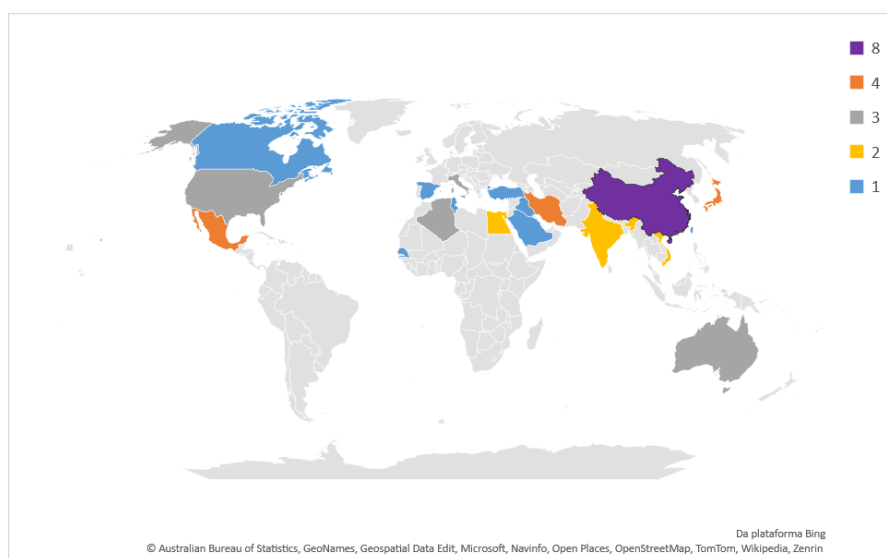 8
4
3
2
1
Da plataforma Bing
© Australian Bureau of Statistics, GeoNames, Geospatial Data Edit, Microsoft, Navinfo, Open Places, OpenStreetMap, TomTom, Wikipedia, Zenrin